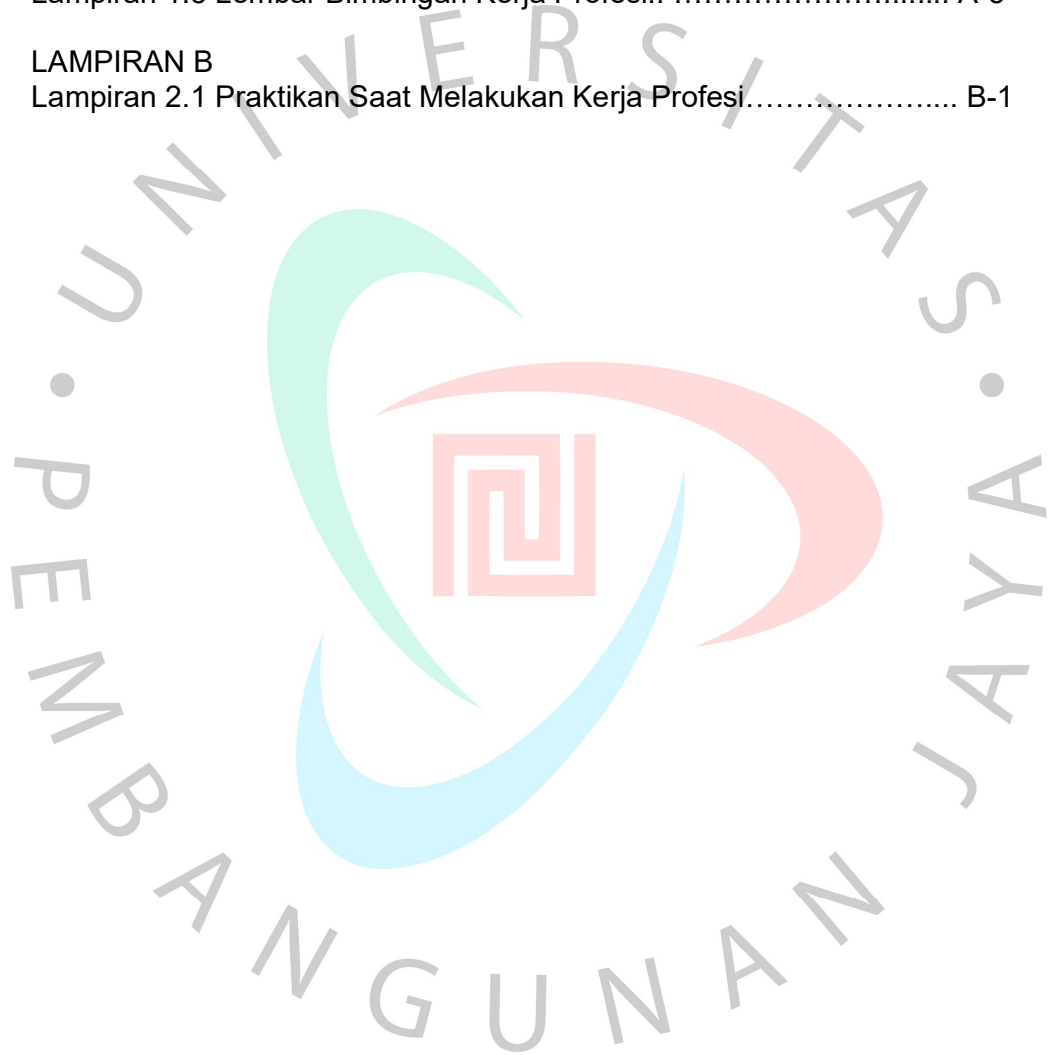 LAMPIRAN B
Lampiran 2.1 Praktikan Saat Melakukan Kerja Profesi………………….... B-1
UNIVERSITAS
PEMBANGUNAN
JAYA